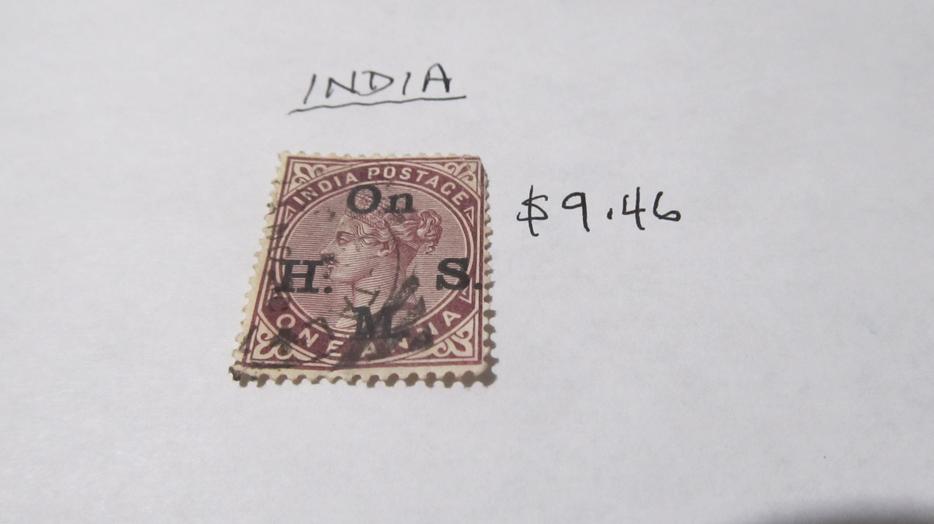 INDIA
INDIA POSTAGE
On
H. S.
M.
ONE ANNA
$9.46